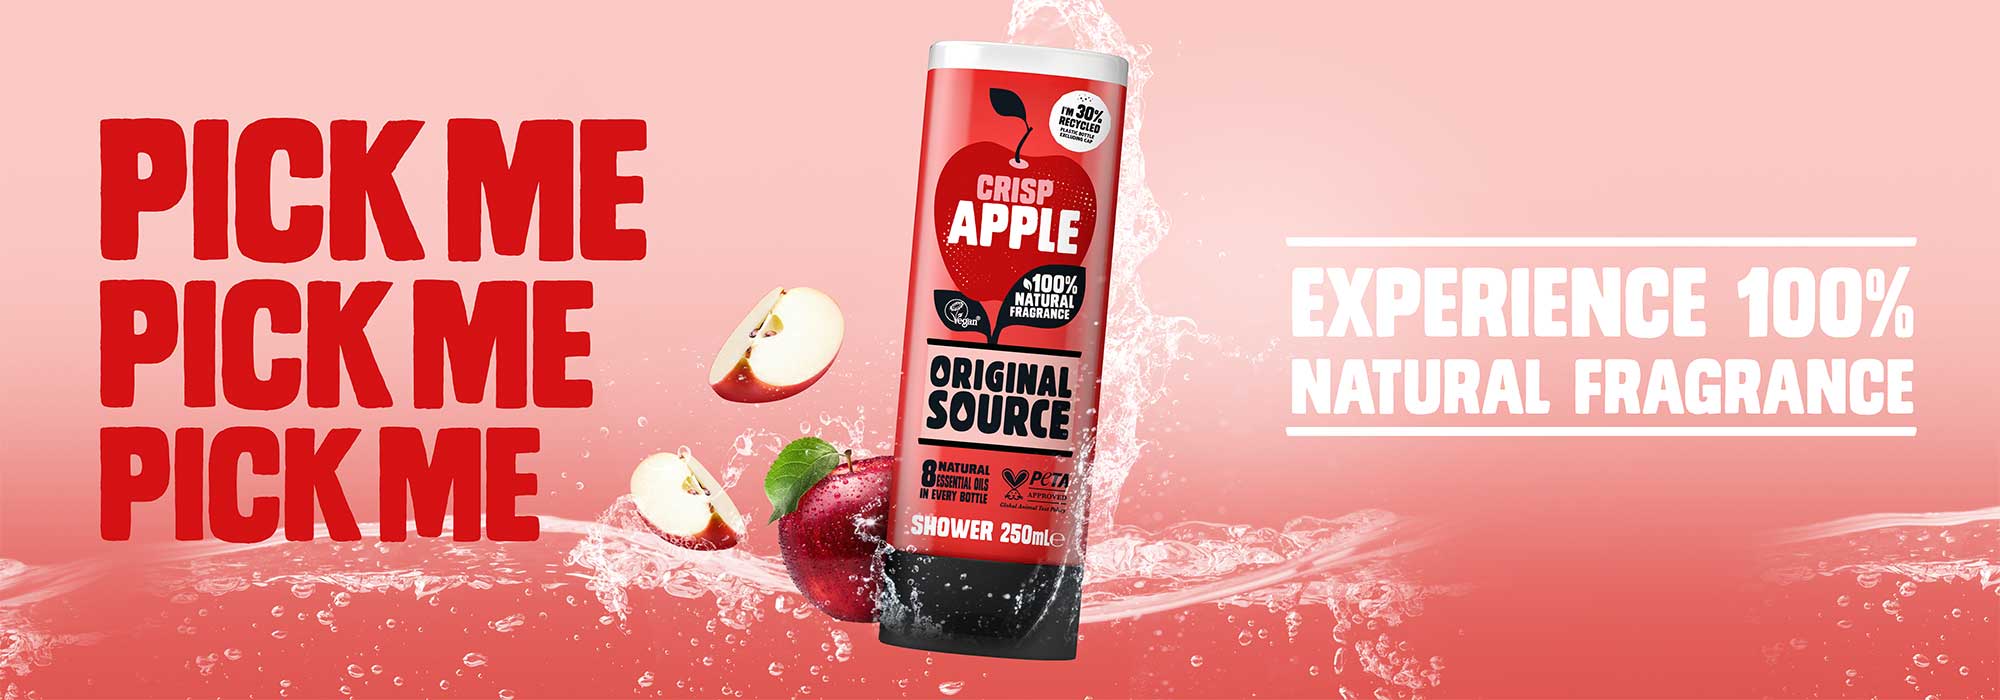 PICK ME
PICK ME
PICK ME
I'M 30%
RECYCLED
PLASTIC BOTTLE
EXCLUDING CAP
CRISP
APPLE
100%
NATURAL
FRAGRANCE
Vegan®
ORIGINAL
SOURCE
8 NATURAL
ESSENTIAL OILS
IN EVERY BOTTLE
PETA
APPROVED
Global Animal Test Policy
SHOWER 250mL℮
EXPERIENCE 100%
NATURAL FRAGRANCE